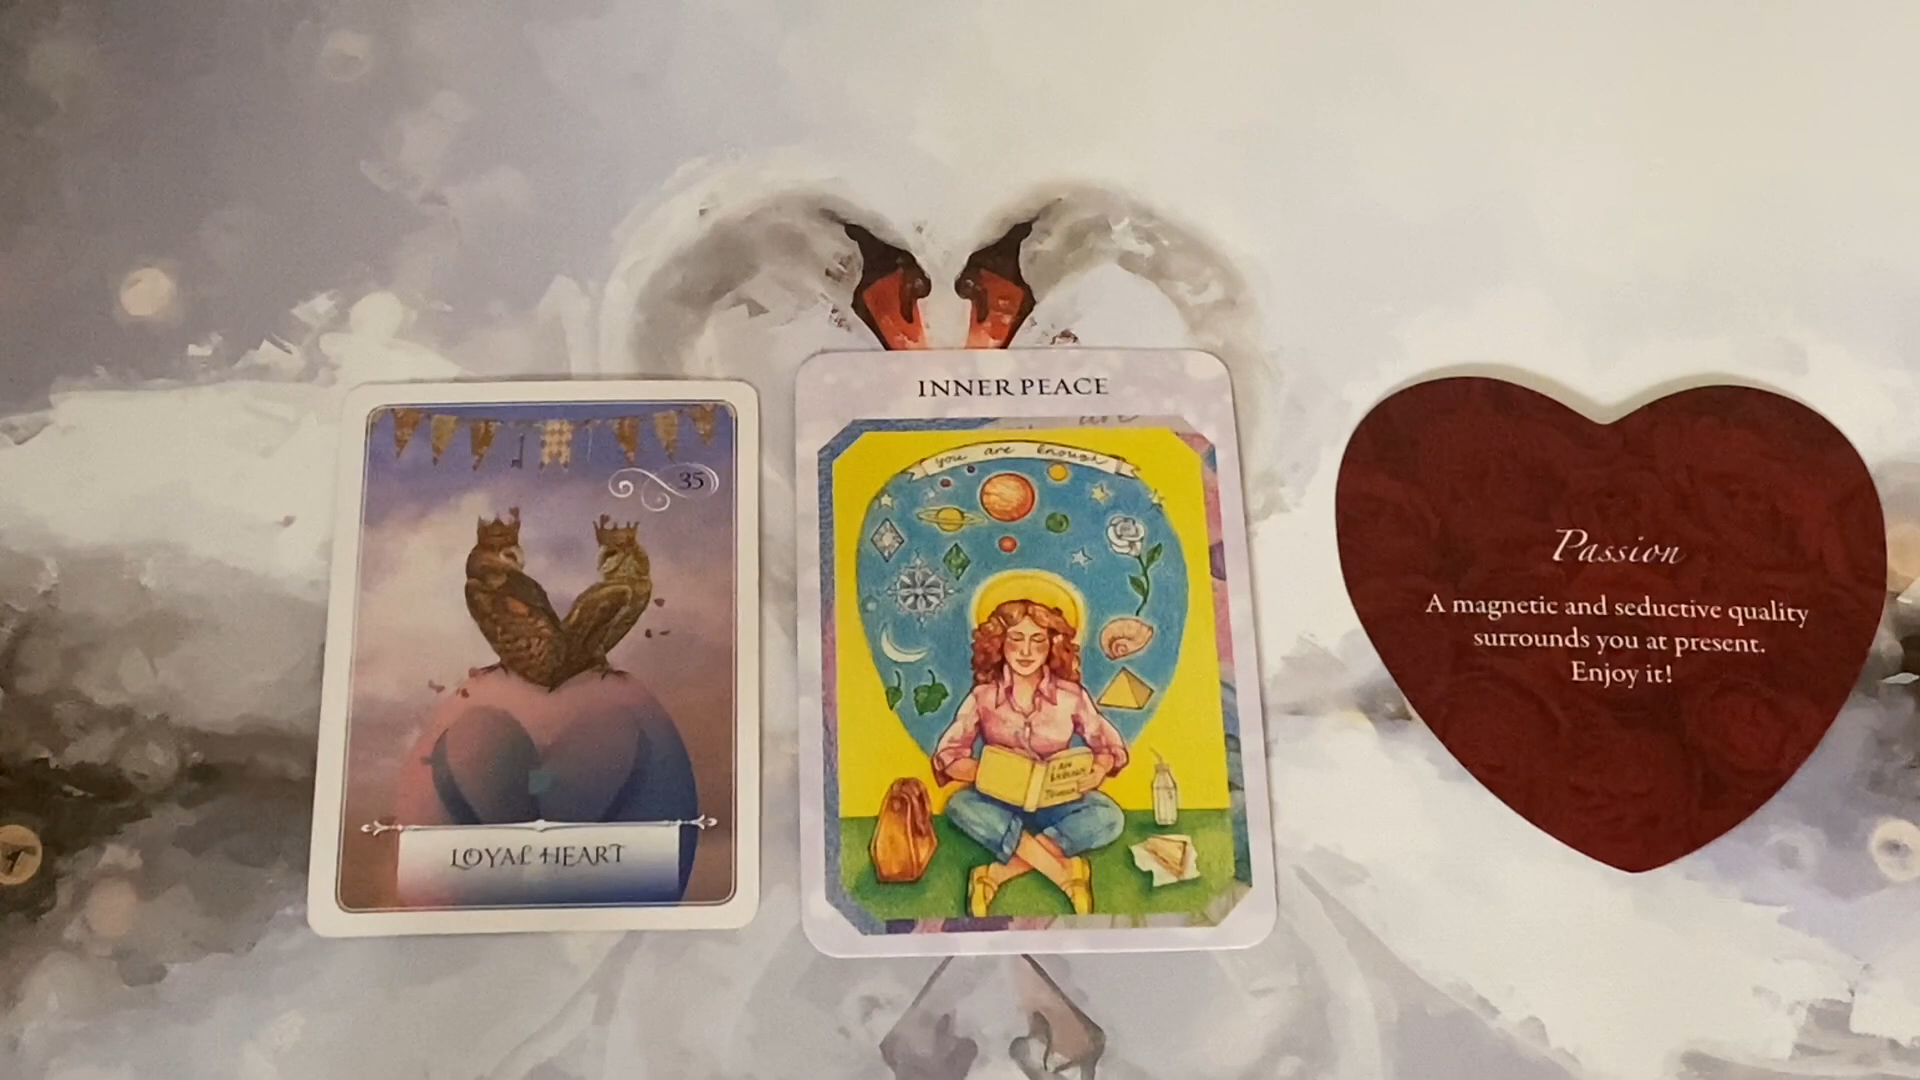 35
LOYAL HEART
INNER PEACE
you are enough
I AM
Passion
A magnetic and seductive quality
surrounds you at present.
Enjoy it!